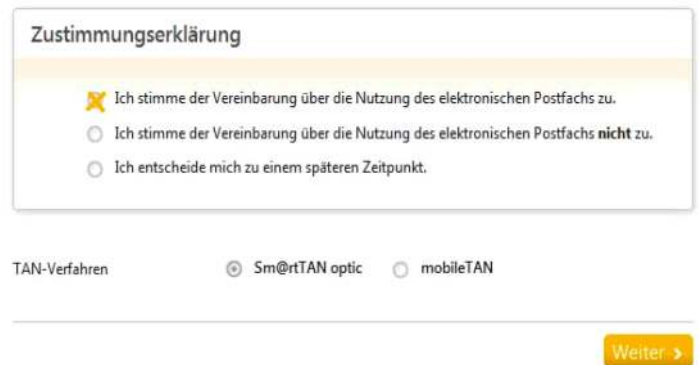 Zustimmungserklärung
Ich stimme der Vereinbarung über die Nutzung des elektronischen Postfachs zu.
Ich stimme der Vereinbarung über die Nutzung des elektronischen Postfachs nicht zu.
Ich entscheide mich zu einem späteren Zeitpunkt.
TAN-Verfahren Sm@rtTAN optic mobileTAN
Weiter